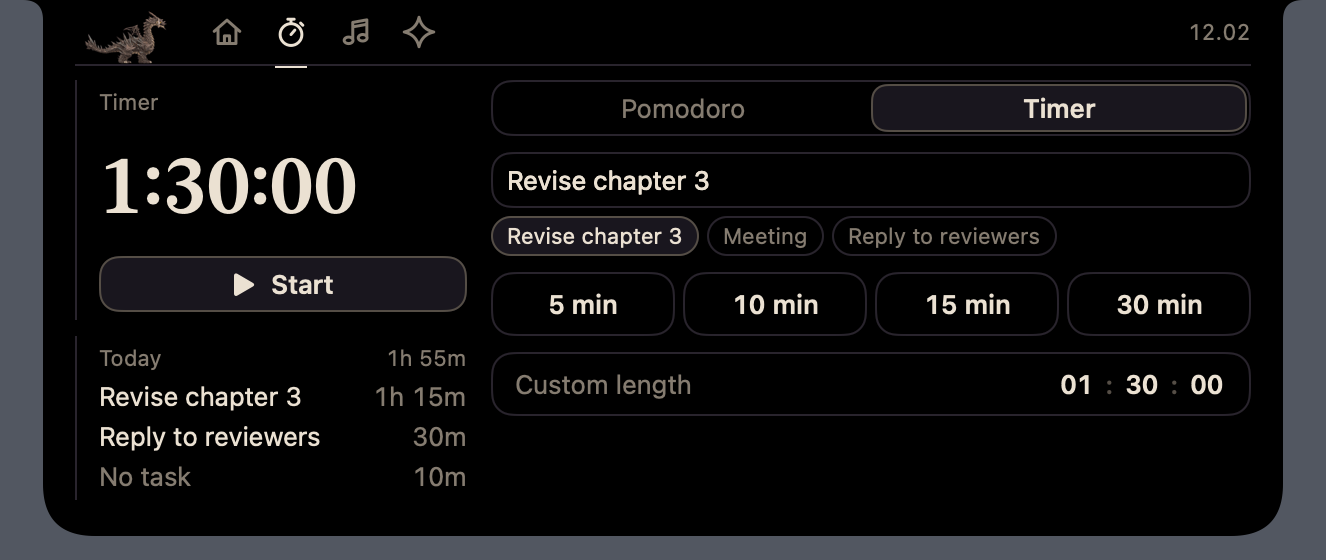 12.02
Timer
1:30:00
Start
Today 1h 55m
Revise chapter 3 1h 15m
Reply to reviewers 30m
No task 10m
Pomodoro Timer
Revise chapter 3
Revise chapter 3 Meeting Reply to reviewers
5 min 10 min 15 min 30 min
Custom length 01 : 30 : 00